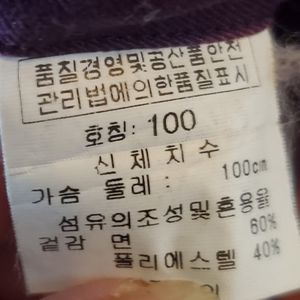 품질경영및공산품안전
관리법에의한품질표시
호칭: 100
신체치수
가슴 둘레: 100cm
섬유의조성및혼용율
겉감 면 60%
폴리에스텔 40%